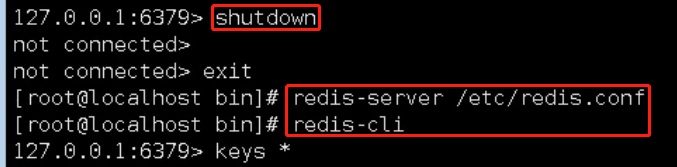 127.0.0.1:6379> shutdown
not connected>
not connected> exit
[root@localhost bin]# redis-server /etc/redis.conf
[root@localhost bin]# redis-cli
127.0.0.1:6379> keys *